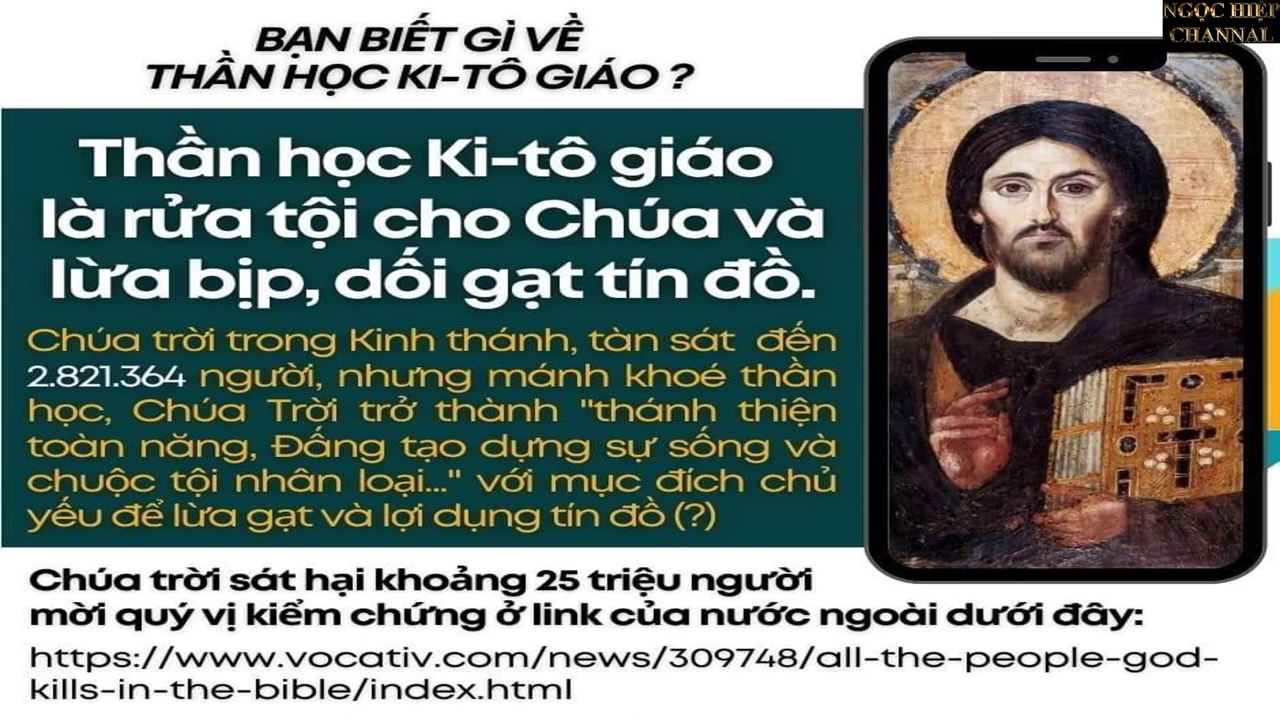 NGỌC HIỆP
CHANNAL
BẠN BIẾT GÌ VỀ
THẦN HỌC KI-TÔ GIÁO ?
Thần học Ki-tô giáo
là rửa tội cho Chúa và
lừa bịp, dối gạt tín đồ.
Chúa trời trong Kinh thánh, tàn sát đến
2.821.364 người, nhưng mánh khoé thần
học, Chúa Trời trở thành "thánh thiện
toàn năng, Đấng tạo dựng sự sống và
chuộc tội nhân loại..." với mục đích chủ
yếu để lừa gạt và lợi dụng tín đồ (?)
Chúa trời sát hại khoảng 25 triệu người
mời quý vị kiểm chứng ở link của nước ngoài dưới đây:
https://www.vocativ.com/news/309748/all-the-people-god-
kills-in-the-bible/index.html